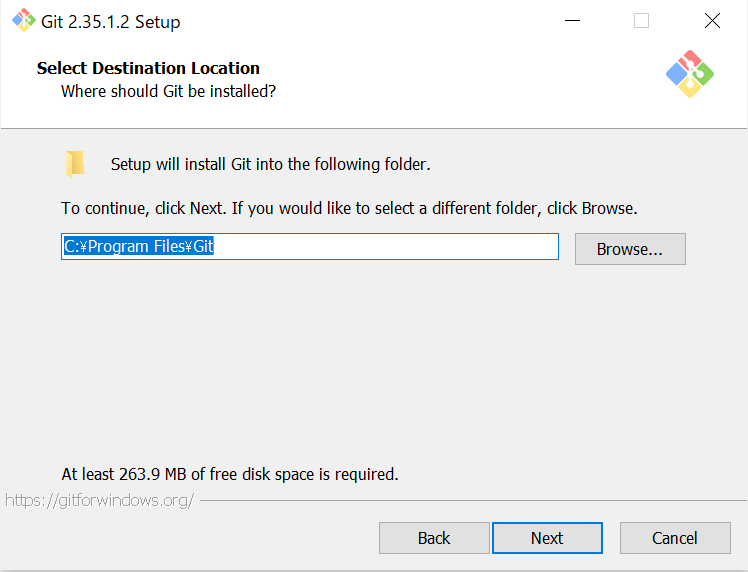 Git 2.35.1.2 Setup
Select Destination Location
Where should Git be installed?
Setup will install Git into the following folder.
To continue, click Next. If you would like to select a different folder, click Browse.
C:¥Program Files¥Git
Browse...
At least 263.9 MB of free disk space is required.
https://gitforwindows.org/
Back
Next
Cancel